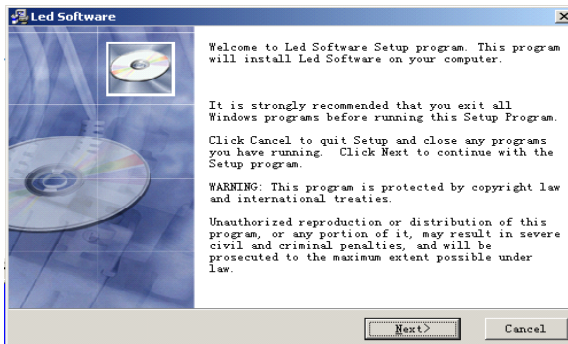 Led Software
Welcome to Led Software Setup program. This program
will install Led Software on your computer.
It is strongly recommended that you exit all
Windows programs before running this Setup Program.
Click Cancel to quit Setup and close any programs
you have running. Click Next to continue with the
Setup program.
WARNING: This program is protected by copyright law
and international treaties.
Unauthorized reproduction or distribution of this
program, or any portion of it, may result in severe
civil and criminal penalties, and will be
prosecuted to the maximum extent possible under
law.
Next>
Cancel